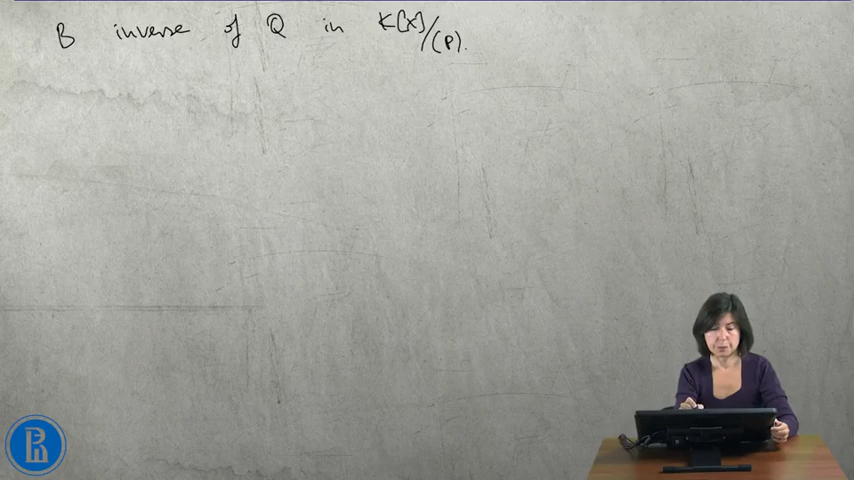 B inverse of Q in K[X]/(P).